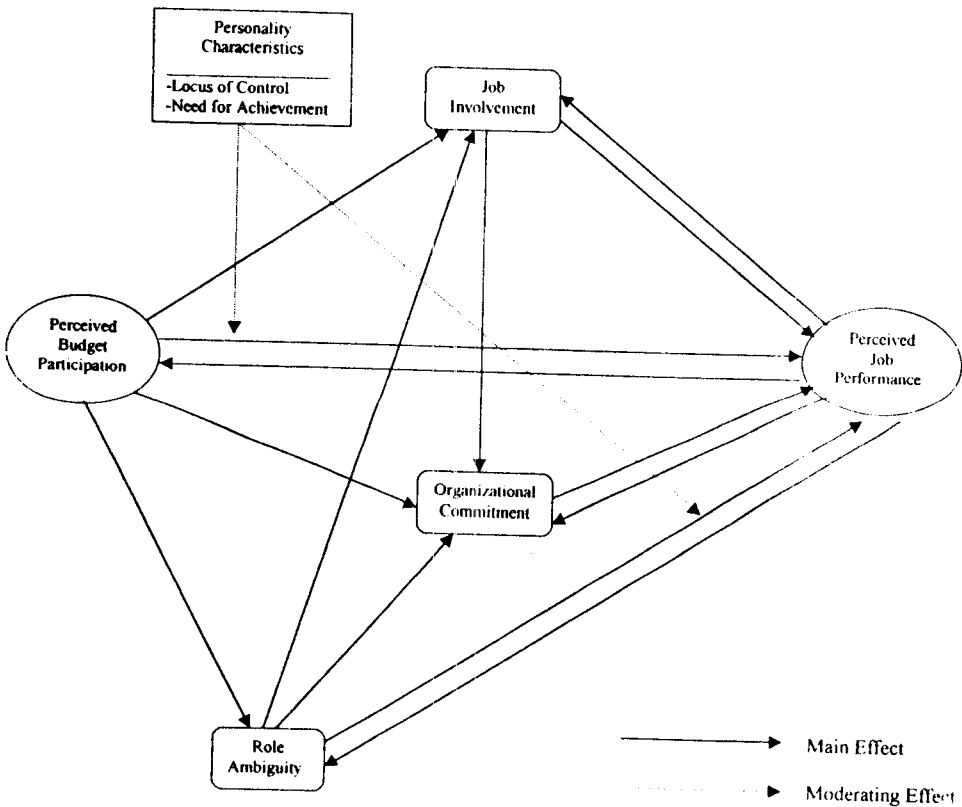 Personality
Characteristics
-Locus of Control
-Need for Achievement
Job
Involvement
Perceived
Budget
Participation
Perceived
Job
Performance
Organizational
Commitment
Role
Ambiguity
Main Effect
Moderating Effect